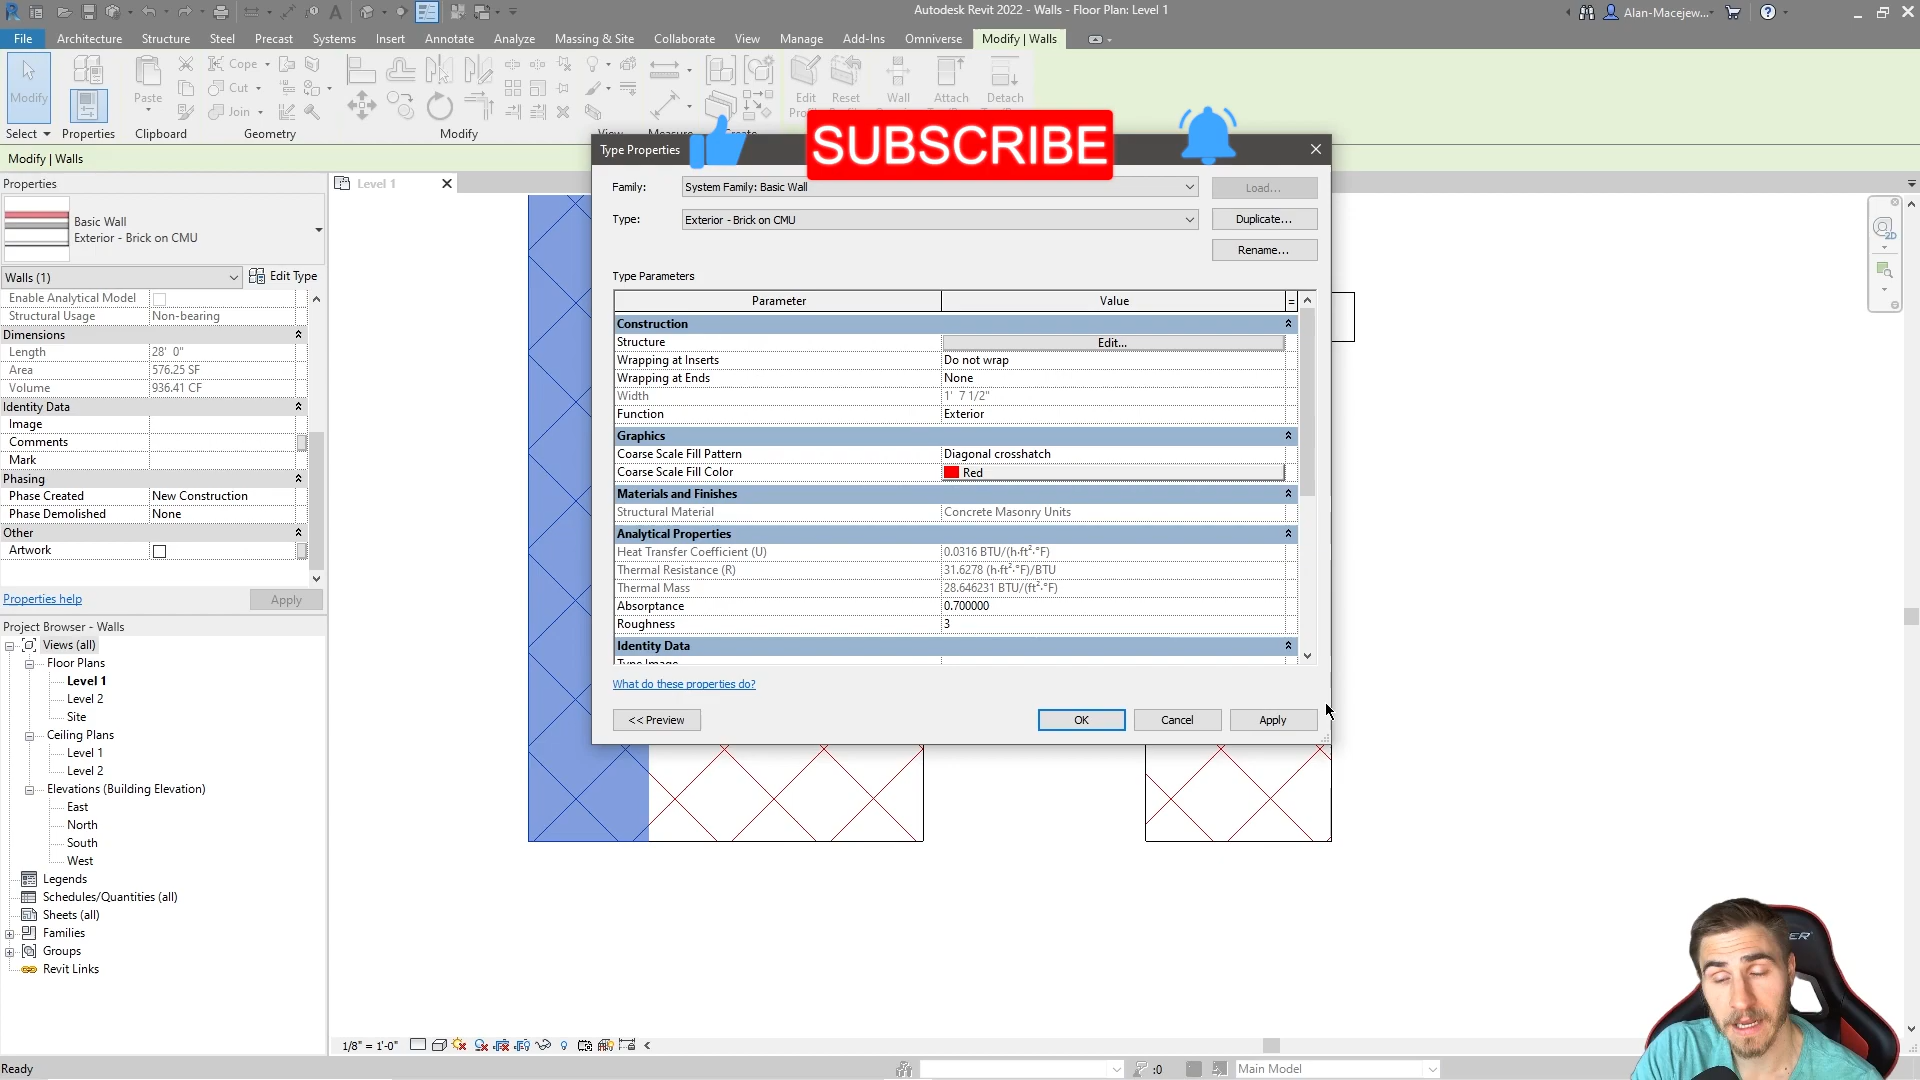 Autodesk Revit 2022 - Walls - Floor Plan: Level 1
Alan-Macejew...
File Architecture Structure Steel Precast Systems Insert Annotate Analyze Massing & Site Collaborate View Manage Add-Ins Omniverse Modify | Walls
Modify
Paste
Cope
Cut
Join
Edit
Reset
Wall
Attach
Detach
Select Properties Clipboard Geometry Modify
SUBSCRIBE
Modify | Walls
Properties
Basic Wall
Exterior - Brick on CMU
Walls (1) Edit Type
Enable Analytical Model
Structural Usage Non-bearing
Dimensions
Length 28' 0"
Area 576.25 SF
Volume 936.41 CF
Identity Data
Image
Comments
Mark
Phasing
Phase Created New Construction
Phase Demolished None
Other
Artwork
Properties help Apply
Project Browser - Walls
Views (all)
Floor Plans
Level 1
Level 2
Site
Ceiling Plans
Level 1
Level 2
Elevations (Building Elevation)
East
North
South
West
Legends
Schedules/Quantities (all)
Sheets (all)
Families
Groups
Revit Links
Level 1
Type Properties
Family: System Family: Basic Wall Load...
Type: Exterior - Brick on CMU Duplicate...
Rename...
Type Parameters
Parameter Value =
Construction
Structure Edit...
Wrapping at Inserts Do not wrap
Wrapping at Ends None
Width 1' 7 1/2"
Function Exterior
Graphics
Coarse Scale Fill Pattern Diagonal crosshatch
Coarse Scale Fill Color Red
Materials and Finishes
Structural Material Concrete Masonry Units
Analytical Properties
Heat Transfer Coefficient (U) 0.0316 BTU/(h·ft²·°F)
Thermal Resistance (R) 31.6278 (h·ft²·°F)/BTU
Thermal Mass 28.646231 BTU/(ft²·°F)
Absorptance 0.700000
Roughness 3
Identity Data
Type Image
What do these properties do?
<< Preview OK Cancel Apply
2D
1/8" = 1'-0"
Ready :0 Main Model